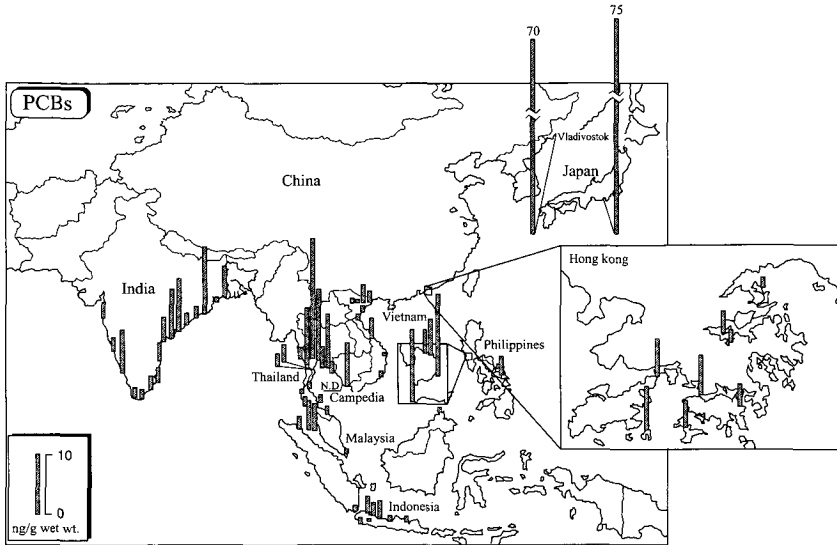 75
70
PCBs
Vladivostok
China
Japan
Hong kong
India
Vietnam
Philippines
Thailand
N.D.
Campedia
Malaysia
10
0
ng/g wet wt.
Indonesia